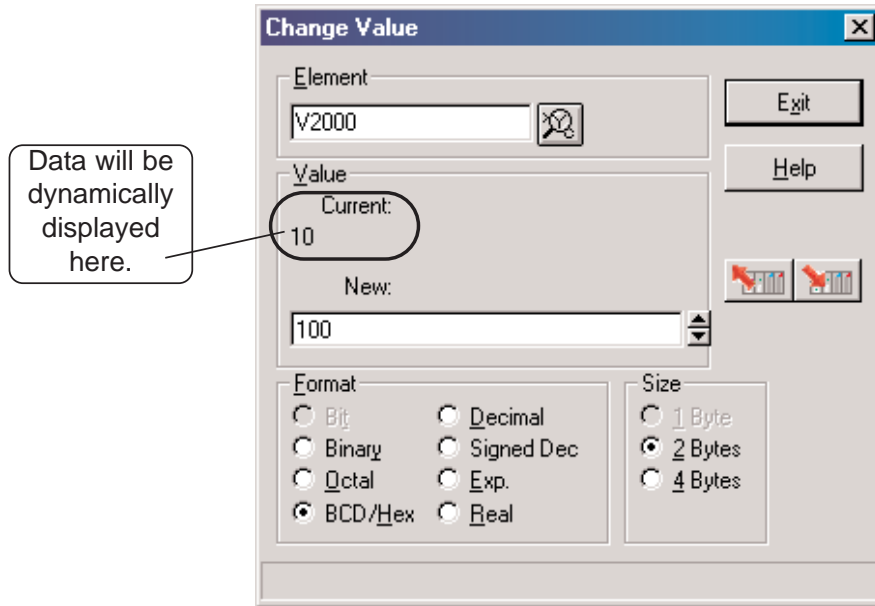 Change Value
Element
V2000
Exit
Help
Data will be
dynamically
displayed
here.
Value
Current:
10
New:
100
Format
Bit
Decimal
Binary
Signed Dec
Octal
Exp.
BCD/Hex
Real
Size
1 Byte
2 Bytes
4 Bytes